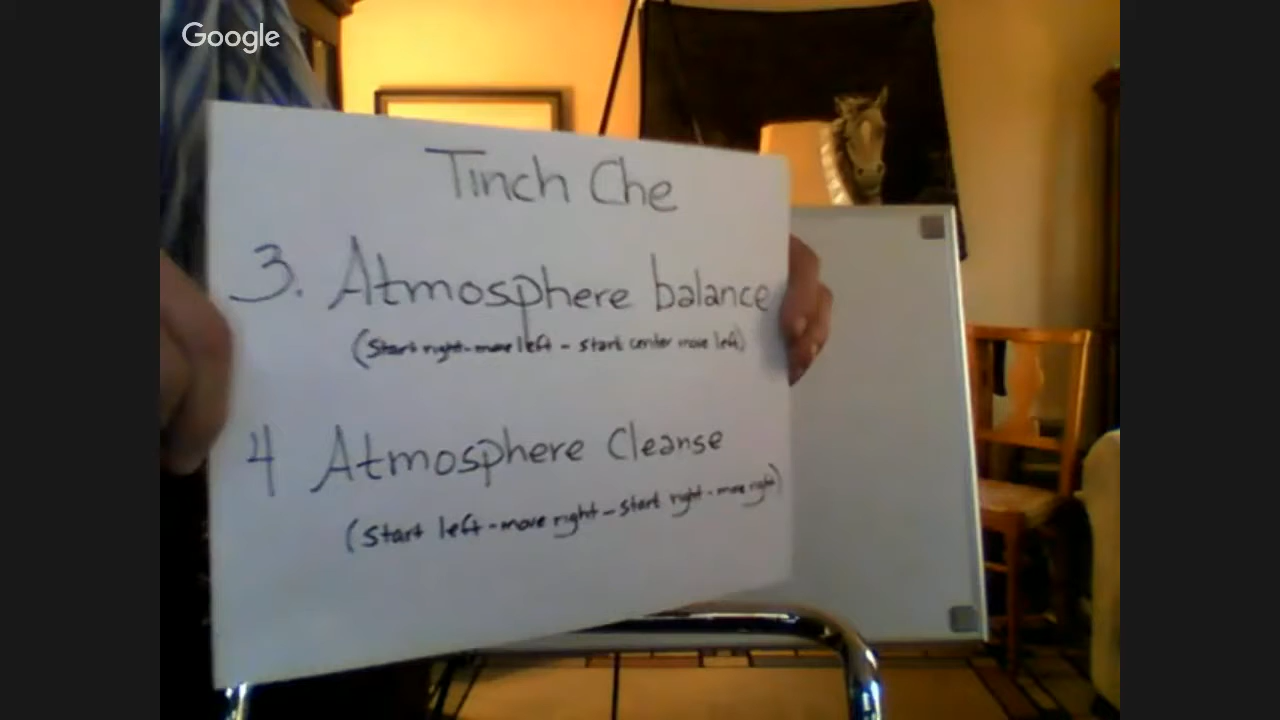 Google
Tinch Che
3. Atmosphere balance
(Start right-move left - start center move left)
4 Atmosphere Cleanse
(Start left-move right - start right-move right)